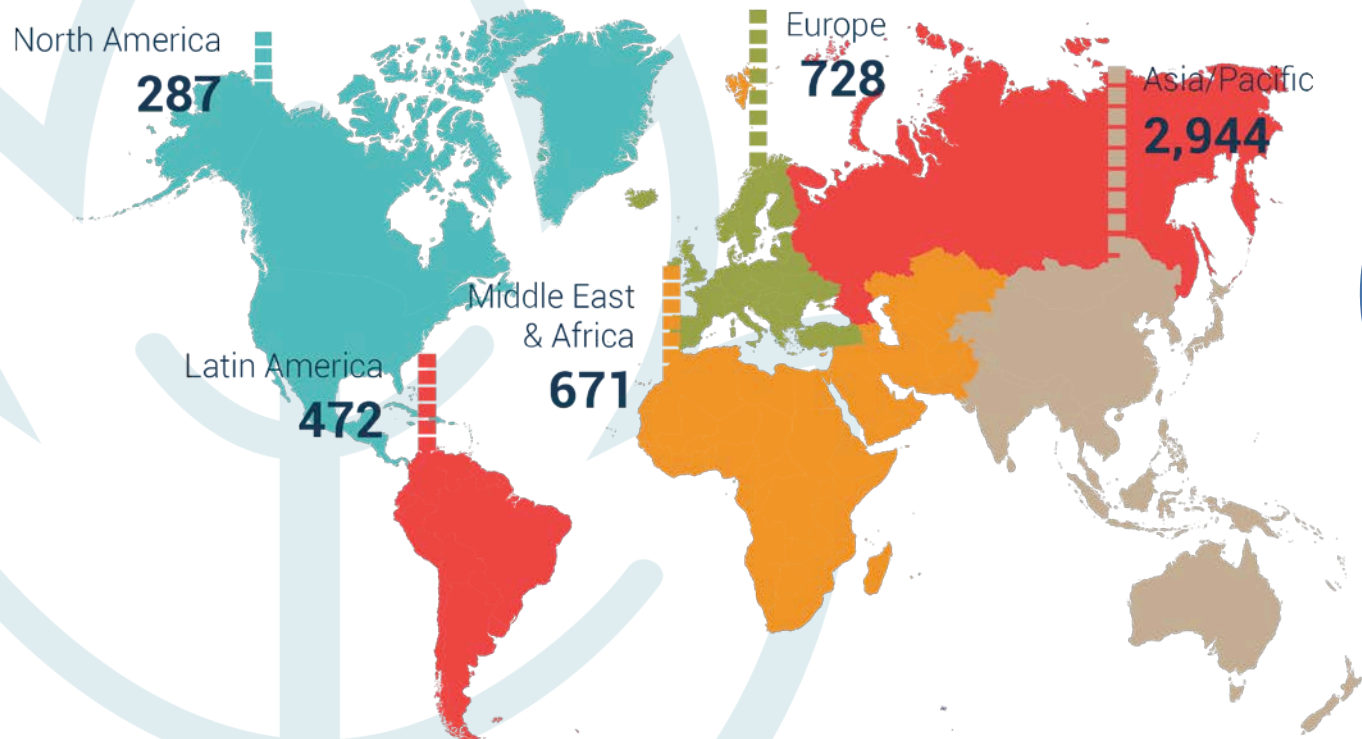 North America
287
Europe
728
Asia/Pacific
2,944
Middle East
& Africa
671
Latin America
472